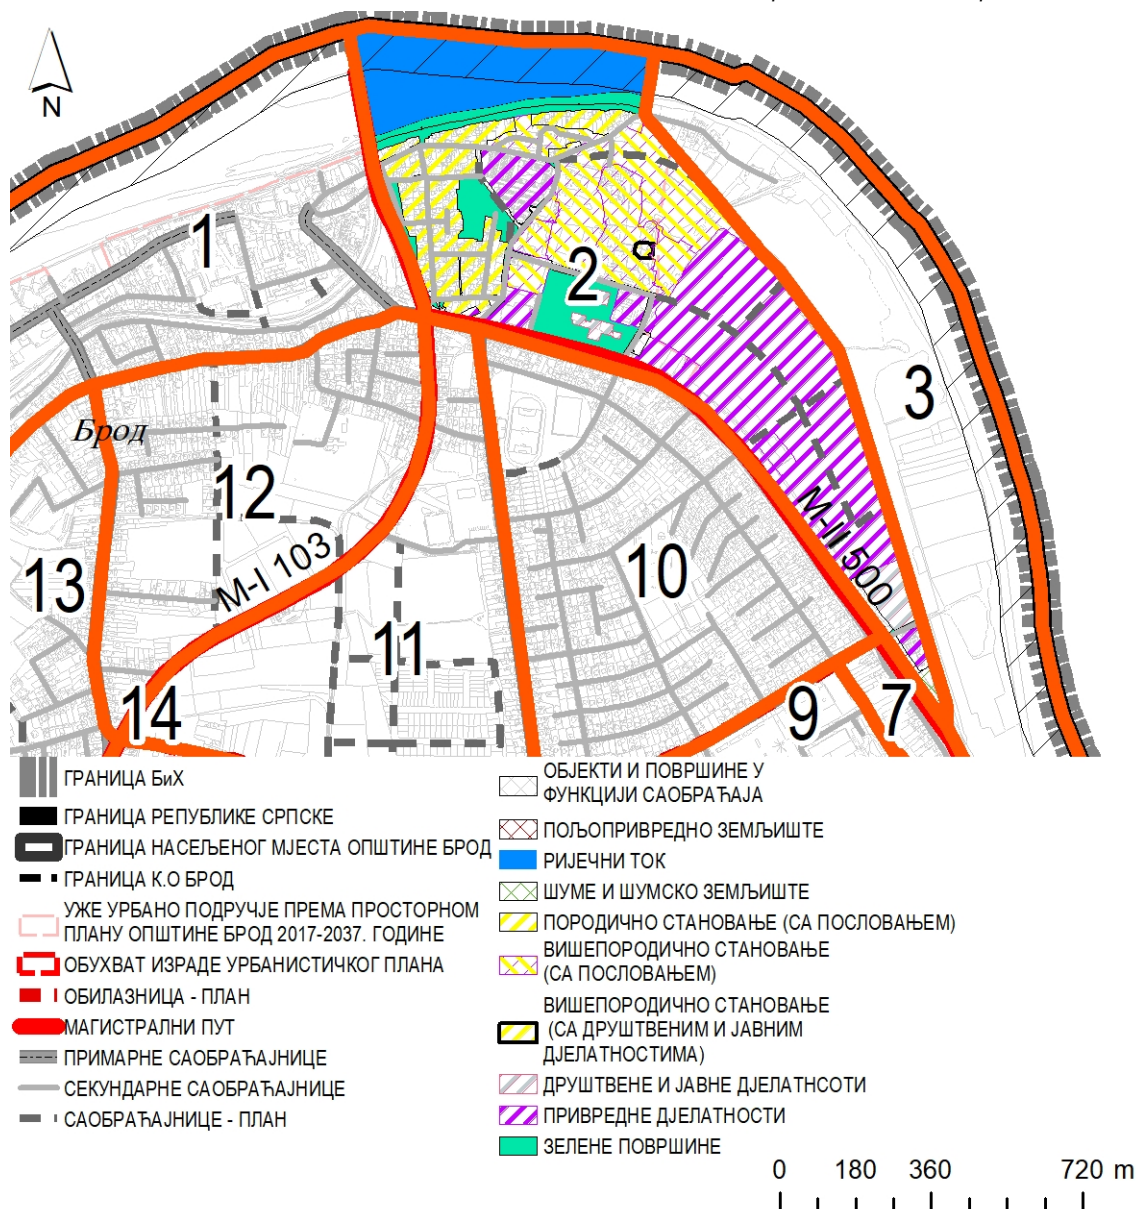 N
1
2
3
Брод
12
М-I 103
М-II 500
13
10
11
14
9
7
ГРАНИЦА БиХ
ГРАНИЦА РЕПУБЛИКЕ СРПСКЕ
ГРАНИЦА НАСЕЉЕНОГ МЈЕСТА ОПШТИНЕ БРОД
ГРАНИЦА К.О БРОД
УЖЕ УРБАНО ПОДРУЧЈЕ ПРЕМА ПРОСТОРНОМ
ПЛАНУ ОПШТИНЕ БРОД 2017-2037. ГОДИНЕ
ОБУХВАТ ИЗРАДЕ УРБАНИСТИЧКОГ ПЛАНА
ОБИЛАЗНИЦА - ПЛАН
МАГИСТРАЛНИ ПУТ
ПРИМАРНЕ САОБРАЋАЈНИЦЕ
СЕКУНДАРНЕ САОБРАЋАЈНИЦЕ
САОБРАЋАЈНИЦЕ - ПЛАН
ОБЈЕКТИ И ПОВРШИНЕ У
ФУНКЦИЈИ САОБРАЋАЈА
ПОЉОПРИВРЕДНО ЗЕМЉИШТЕ
РИЈЕЧНИ ТОК
ШУМЕ И ШУМСКО ЗЕМЉИШТЕ
ПОРОДИЧНО СТАНОВАЊЕ (СА ПОСЛОВАЊЕМ)
ВИШЕПОРОДИЧНО СТАНОВАЊЕ
(СА ПОСЛОВАЊЕМ)
ВИШЕПОРОДИЧНО СТАНОВАЊЕ
(СА ДРУШТВЕНИМ И ЈАВНИМ
ДЈЕЛАТНОСТИМА)
ДРУШТВЕНЕ И ЈАВНЕ ДЈЕЛАТНСОТИ
ПРИВРЕДНЕ ДЈЕЛАТНОСТИ
ЗЕЛЕНЕ ПОВРШИНЕ
0 180 360 720 m